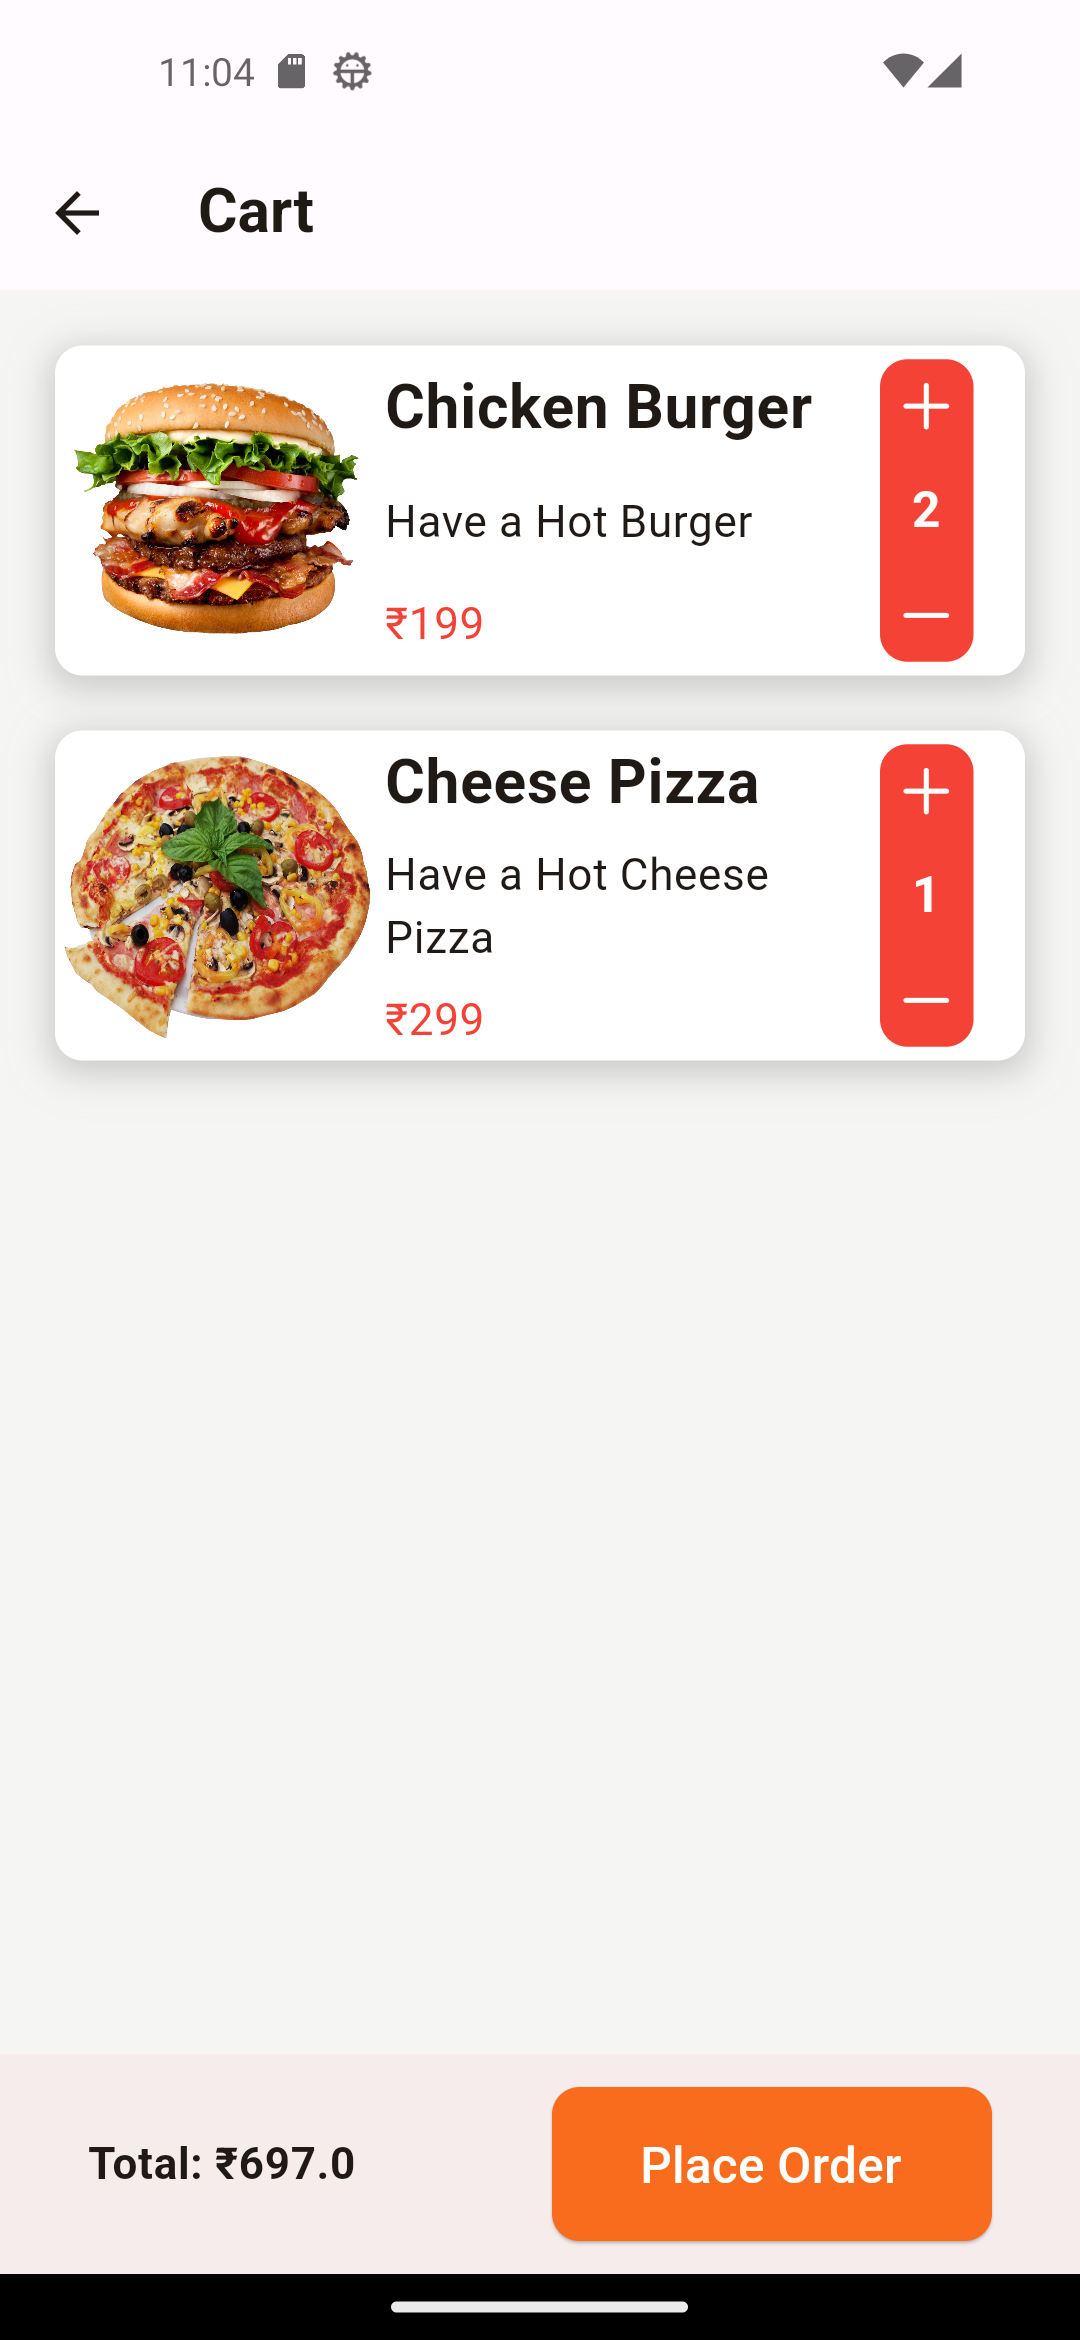 11:04
Cart
Chicken Burger
Have a Hot Burger
₹199
2
Cheese Pizza
Have a Hot Cheese
Pizza
₹299
1
Total: ₹697.0
Place Order